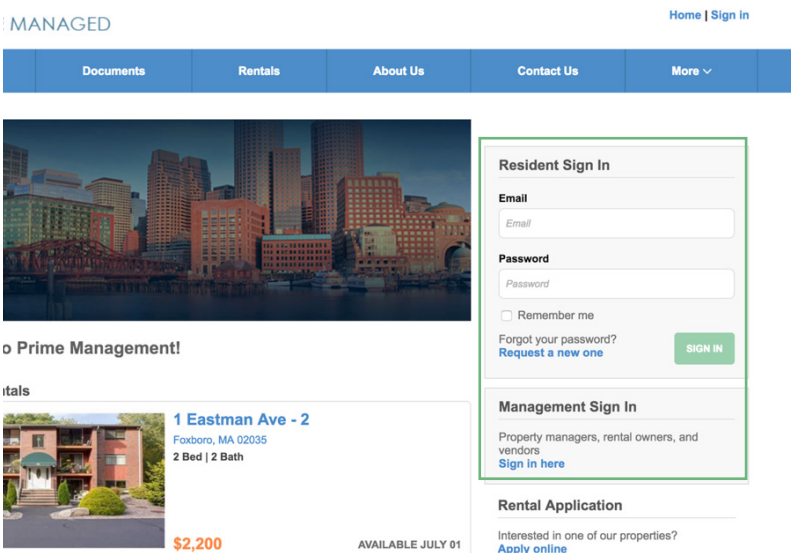 MANAGED
Home | Sign in
Documents
Rentals
About Us
Contact Us
More
Resident Sign In
Email
Email
Password
Password
Remember me
Forgot your password?
Request a new one
SIGN IN
o Prime Management!
Management Sign In
Property managers, rental owners, and
vendors
Sign in here
ntals
1 Eastman Ave - 2
Foxboro, MA 02035
2 Bed | 2 Bath
$2,200
AVAILABLE JULY 01
Rental Application
Interested in one of our properties?
Apply online